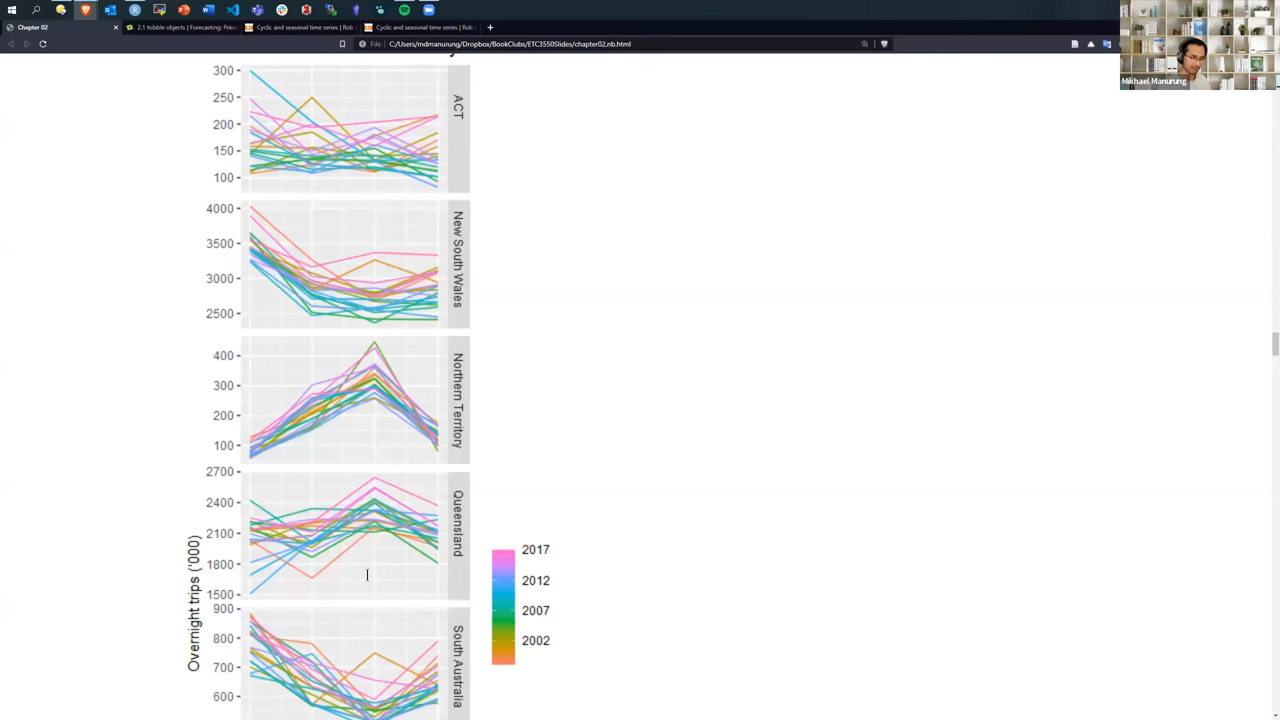 Chapter 02
2.1 tsibble objects | Forecasting: Princ
Cyclic and seasonal time series | Rob
Cyclic and seasonal time series | Rob
File
C:/Users/mdmanurung/Dropbox/BookClubs/ETC3550Slides/chapter02.nb.html
Mikhael Manurung
300
250
200
150
100
ACT
4000
3500
3000
2500
New South Wales
400
300
200
100
Northern Territory
2700
2400
2100
1800
1500
Queensland
900
800
700
600
South Australia
Overnight trips ('000)
2017
2012
2007
2002